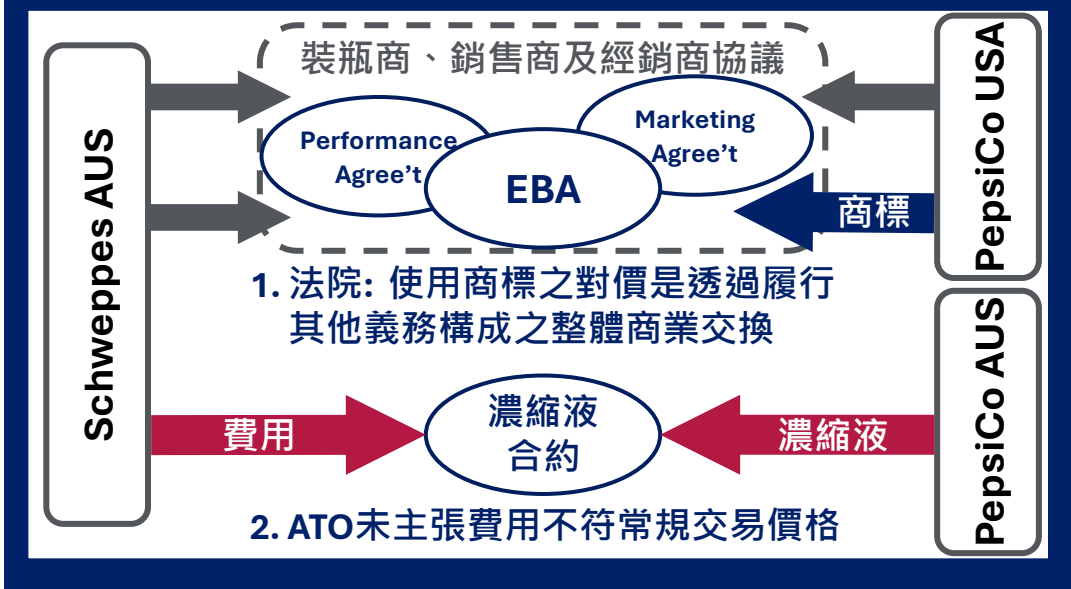 Schweppes AUS
裝瓶商、銷售商及經銷商協議
Performance
Agree't
EBA
Marketing
Agree't
商標
PepsiCo USA
1. 法院: 使用商標之對價是透過履行
其他義務構成之整體商業交換
費用
濃縮液
合約
濃縮液
PepsiCo AUS
2. ATO未主張費用不符常規交易價格